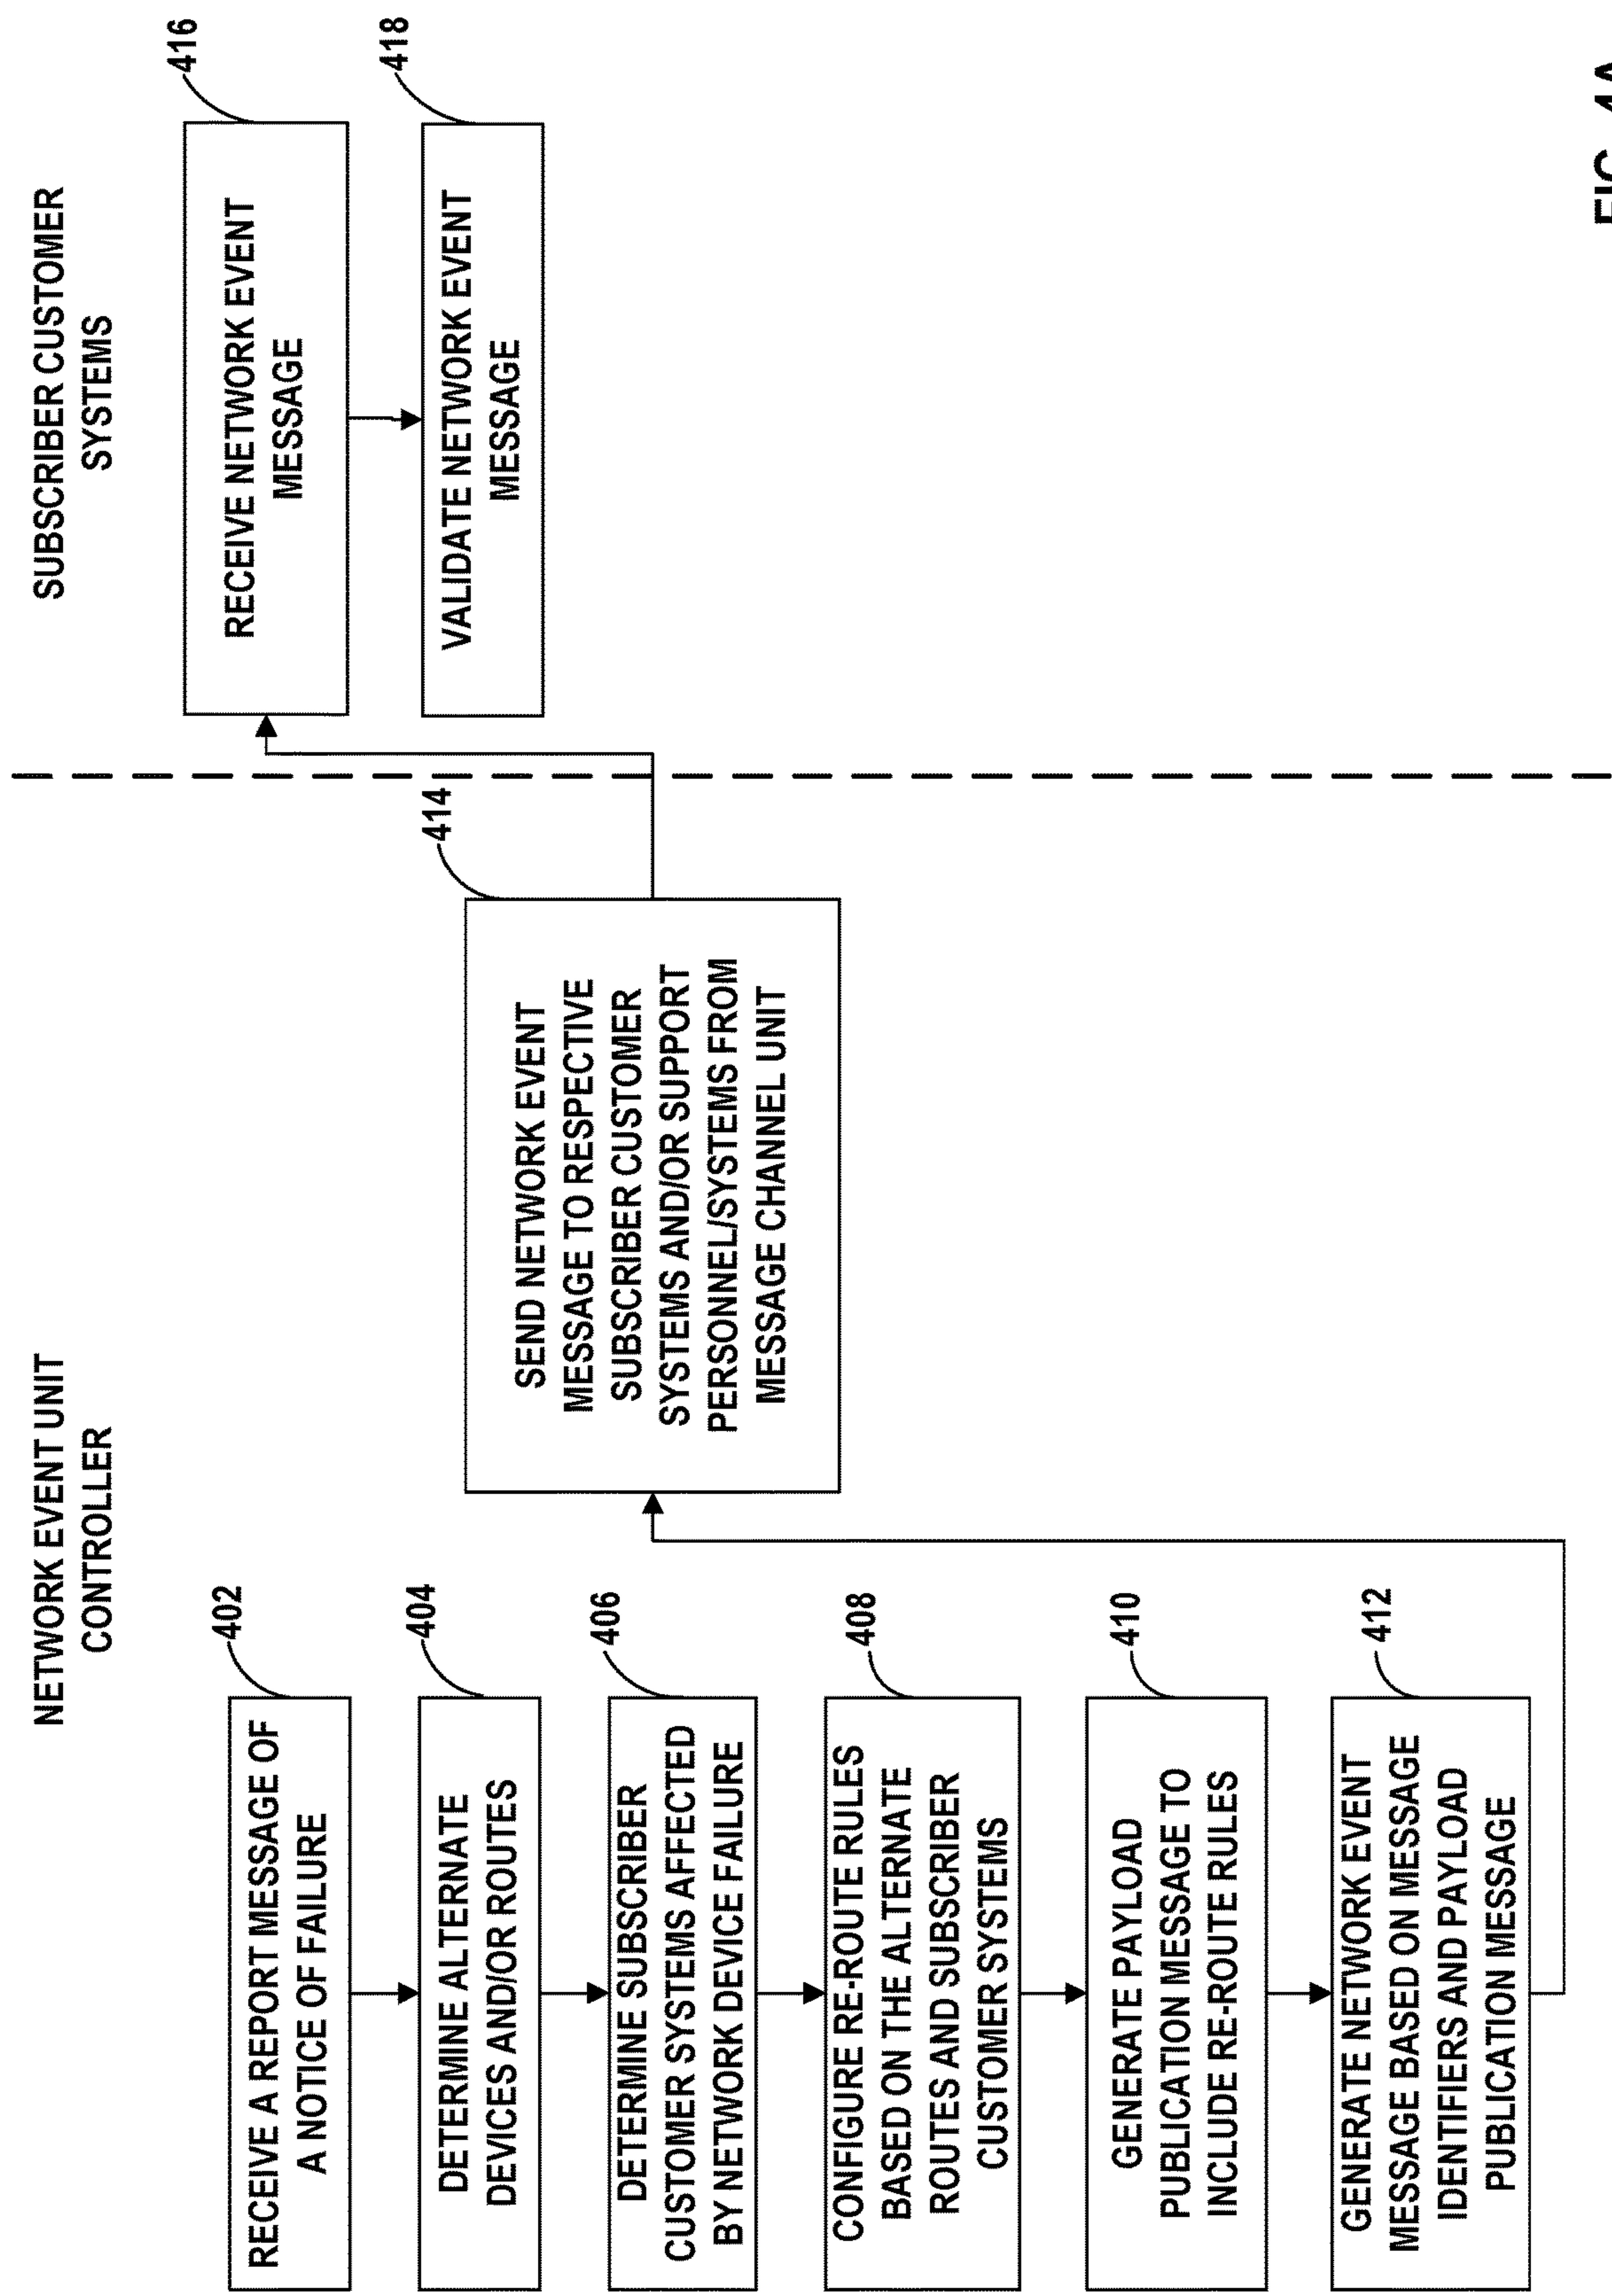 NETWORK EVENT UNIT
CONTROLLER
402
RECEIVE A REPORT MESSAGE OF
A NOTICE OF FAILURE
404
DETERMINE ALTERNATE
DEVICES AND/OR ROUTES
406
DETERMINE SUBSCRIBER
CUSTOMER SYSTEMS AFFECTED
BY NETWORK DEVICE FAILURE
408
CONFIGURE RE-ROUTE RULES
BASED ON THE ALTERNATE
ROUTES AND SUBSCRIBER
CUSTOMER SYSTEMS
410
GENERATE PAYLOAD
PUBLICATION MESSAGE TO
INCLUDE RE-ROUTE RULES
412
GENERATE NETWORK EVENT
MESSAGE BASED ON MESSAGE
IDENTIFIERS AND PAYLOAD
PUBLICATION MESSAGE
414
SEND NETWORK EVENT
MESSAGE TO RESPECTIVE
SUBSCRIBER CUSTOMER
SYSTEMS AND/OR SUPPORT
PERSONNEL/SYSTEMS FROM
MESSAGE CHANNEL UNIT
SUBSCRIBER CUSTOMER
SYSTEMS
416
RECEIVE NETWORK EVENT
MESSAGE
418
VALIDATE NETWORK EVENT
MESSAGE
FIG. 4A